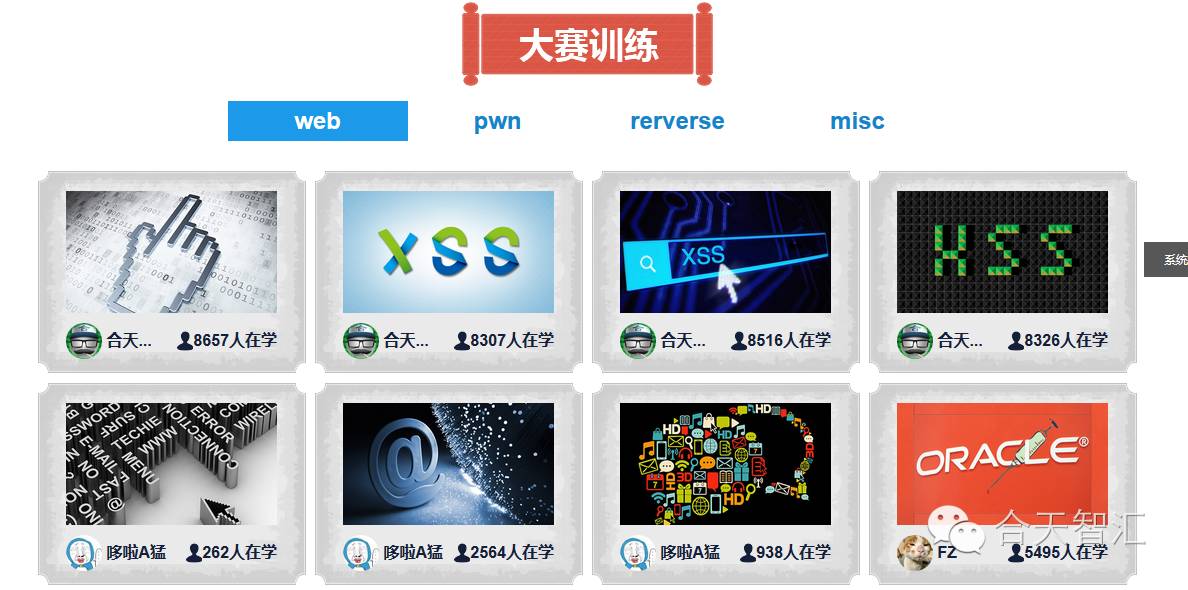 大赛训练
web pwn rerverse misc
XSS XSS XSS
合天... 8657人在学 合天... 8307人在学 合天... 8516人在学 合天... 8326人在学
系统
PASSWORD SURF TECHIE MENU E-MAIL FAST @ WWW CONNECT ERROR WIRELE
@ HD HD 3D HD ORACLE®
合天智汇
哆啦A猛 262人在学 哆啦A猛 2564人在学 哆啦A猛 938人在学 FZ 5495人在学